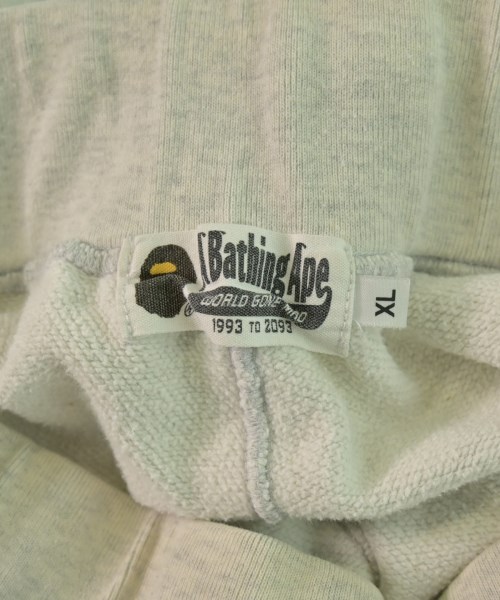 Bathing Ape
WORLD GONE MAD
®
1993 TO 2093
XL